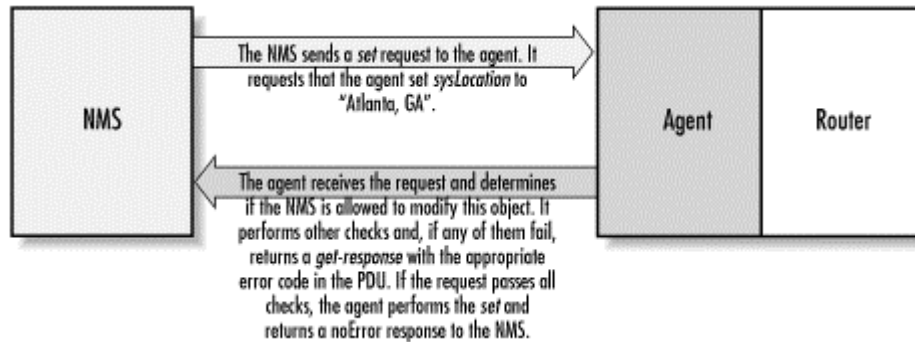 The NMS sends a set request to the agent. It
requests that the agent set sysLocation to
“Atlanta, GA”.
NMS
Agent
Router
The agent receives the request and determines
if the NMS is allowed to modify this object. It
performs other checks and, if any of them fail,
returns a get-response with the appropriate
error code in the PDU. If the request passes all
checks, the agent performs the set and
returns a noError response to the NMS.